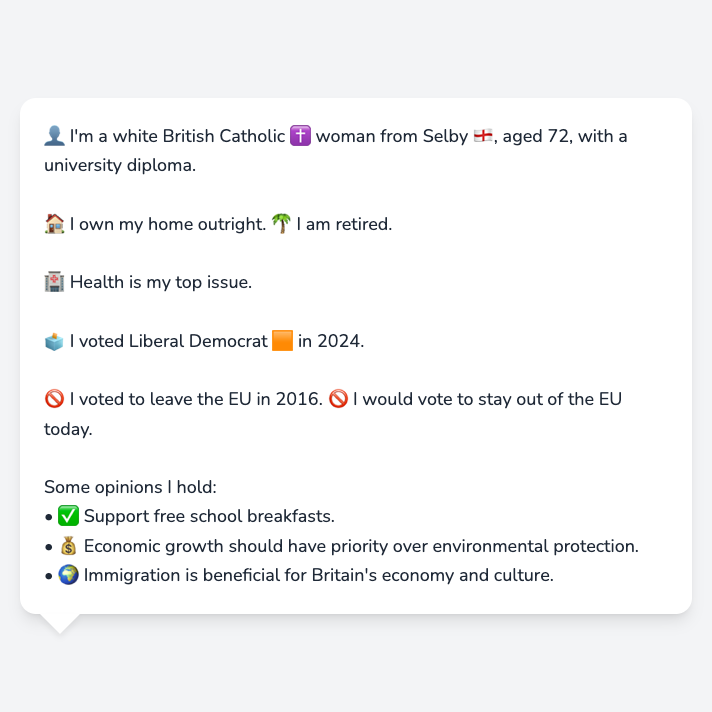 👤 I'm a white British Catholic ✝️ woman from Selby 🏴󠁧󠁢󠁥󠁮󠁧󠁿, aged 72, with a
university diploma.
🏠 I own my home outright. 🌴 I am retired.
🏥 Health is my top issue.
🗳️ I voted Liberal Democrat 🟧 in 2024.
🚫 I voted to leave the EU in 2016. 🚫 I would vote to stay out of the EU
today.
Some opinions I hold:
• ✅ Support free school breakfasts.
• 💰 Economic growth should have priority over environmental protection.
• 🌍 Immigration is beneficial for Britain's economy and culture.